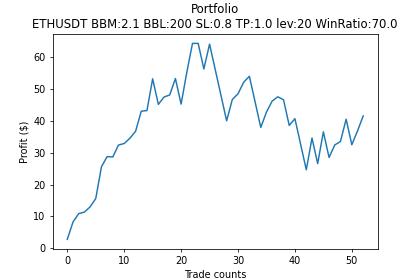 Portfolio
ETHUSDT BBM:2.1 BBL:200 SL:0.8 TP:1.0 lev:20 WinRatio:70.0
60
50
40
30
20
10
0
Profit ($)
0 10 20 30 40 50
Trade counts